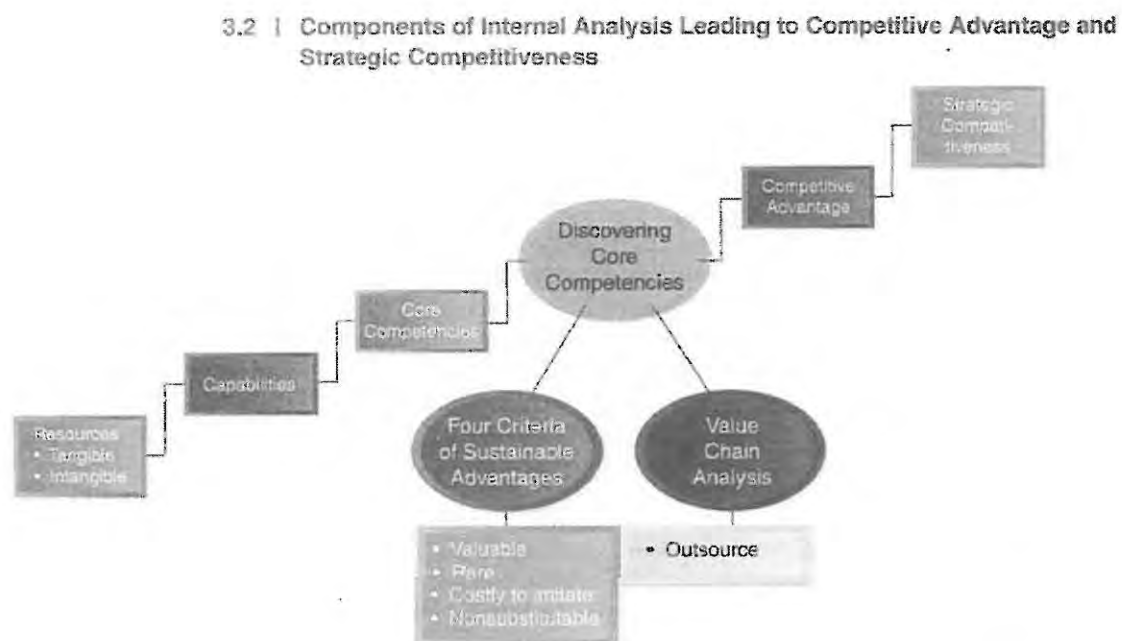 3.2 | Components of Internal Analysis Leading to Competitive Advantage and
Strategic Competitiveness
Strategic
Competi-
tiveness
Competitive
Advantage
Discovering
Core
Competencies
Core
Competencies
Capabilities
Resources
• Tangible
• Intangible
Four Criteria
of Sustainable
Advantages
Value
Chain
Analysis
• Valuable
• Rare
• Costly to imitate
• Nonsubstitutable
• Outsource